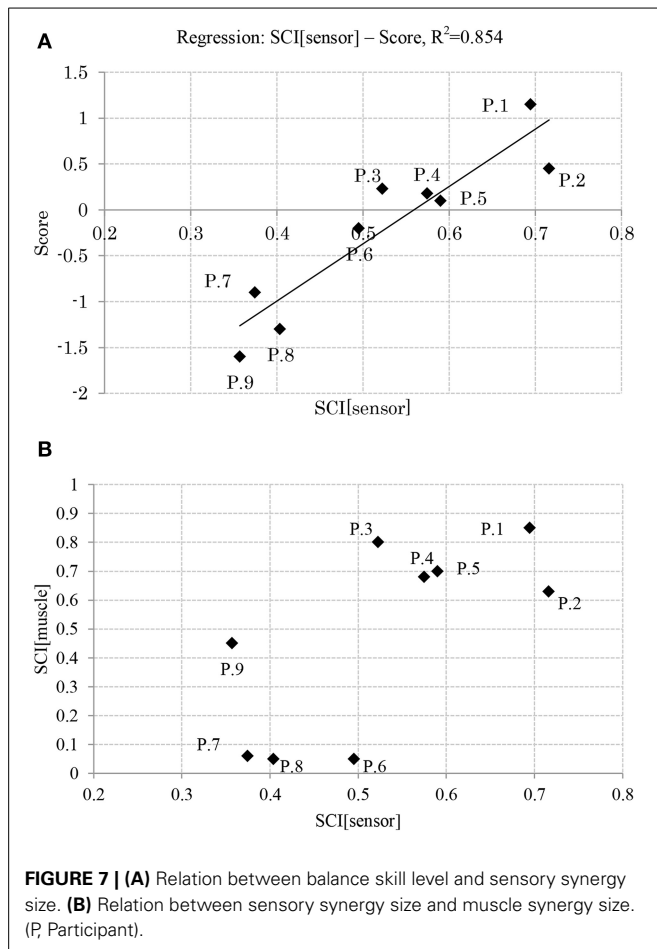 A
Regression: SCI[sensor] – Score, R²=0.854
1.5
1
0.5
0
-0.5
-1
-1.5
-2
Score
0.2 0.3 0.4 0.5 0.6 0.7 0.8
P.1
P.2
P.3
P.4
P.5
P.6
P.7
P.8
P.9
SCI[sensor]
B
1
0.9
0.8
0.7
0.6
0.5
0.4
0.3
0.2
0.1
0
SCI[muscle]
P.1
P.3
P.4
P.5
P.2
P.9
P.7
P.8
P.6
0.2 0.3 0.4 0.5 0.6 0.7 0.8
SCI[sensor]
FIGURE 7 | (A) Relation between balance skill level and sensory synergy
size. (B) Relation between sensory synergy size and muscle synergy size.
(P, Participant).